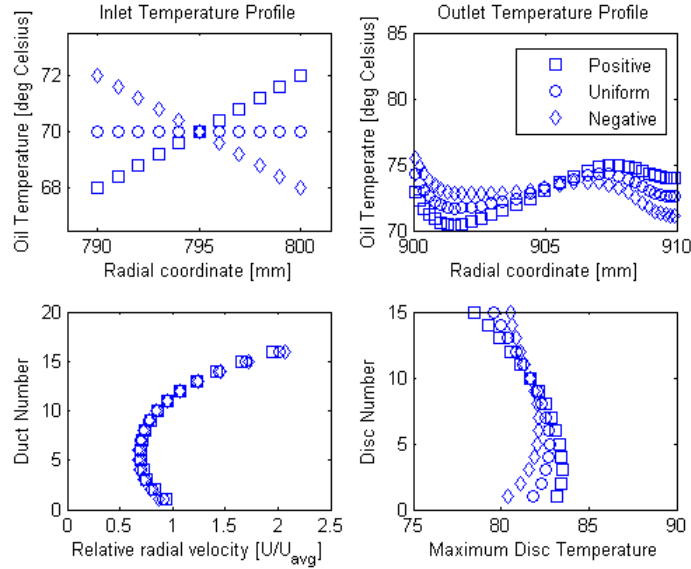 Inlet Temperature Profile
Oil Temperature [deg Celsius]
72
70
68
790
795
800
Radial coordinate [mm]
Outlet Temperature Profile
Oil Temperatre [deg Celsius]
85
80
75
70
900
905
910
Radial coordinate [mm]
Positive
Uniform
Negative
Duct Number
20
15
10
5
0
0
0.5
1
1.5
2
2.5
Relative radial velocity [U/Uavg]
Disc Number
15
10
5
0
75
80
85
90
Maximum Disc Temperature